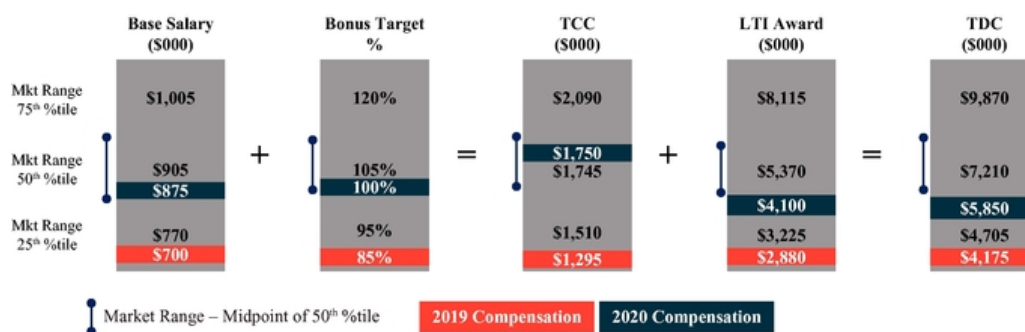 Base Salary
($000)
Bonus Target
%
TCC
($000)
LTI Award
($000)
TDC
($000)
Mkt Range
75th %tile
$1,005
120%
$2,090
$8,115
$9,870
Mkt Range
50th %tile
$905
$875
+
105%
100%
=
$1,750
$1,745
+
$5,370
$4,100
=
$7,210
$5,850
Mkt Range
25th %tile
$770
$700
95%
85%
$1,510
$1,295
$3,225
$2,880
$4,705
$4,175
Market Range – Midpoint of 50th %tile
2019 Compensation
2020 Compensation